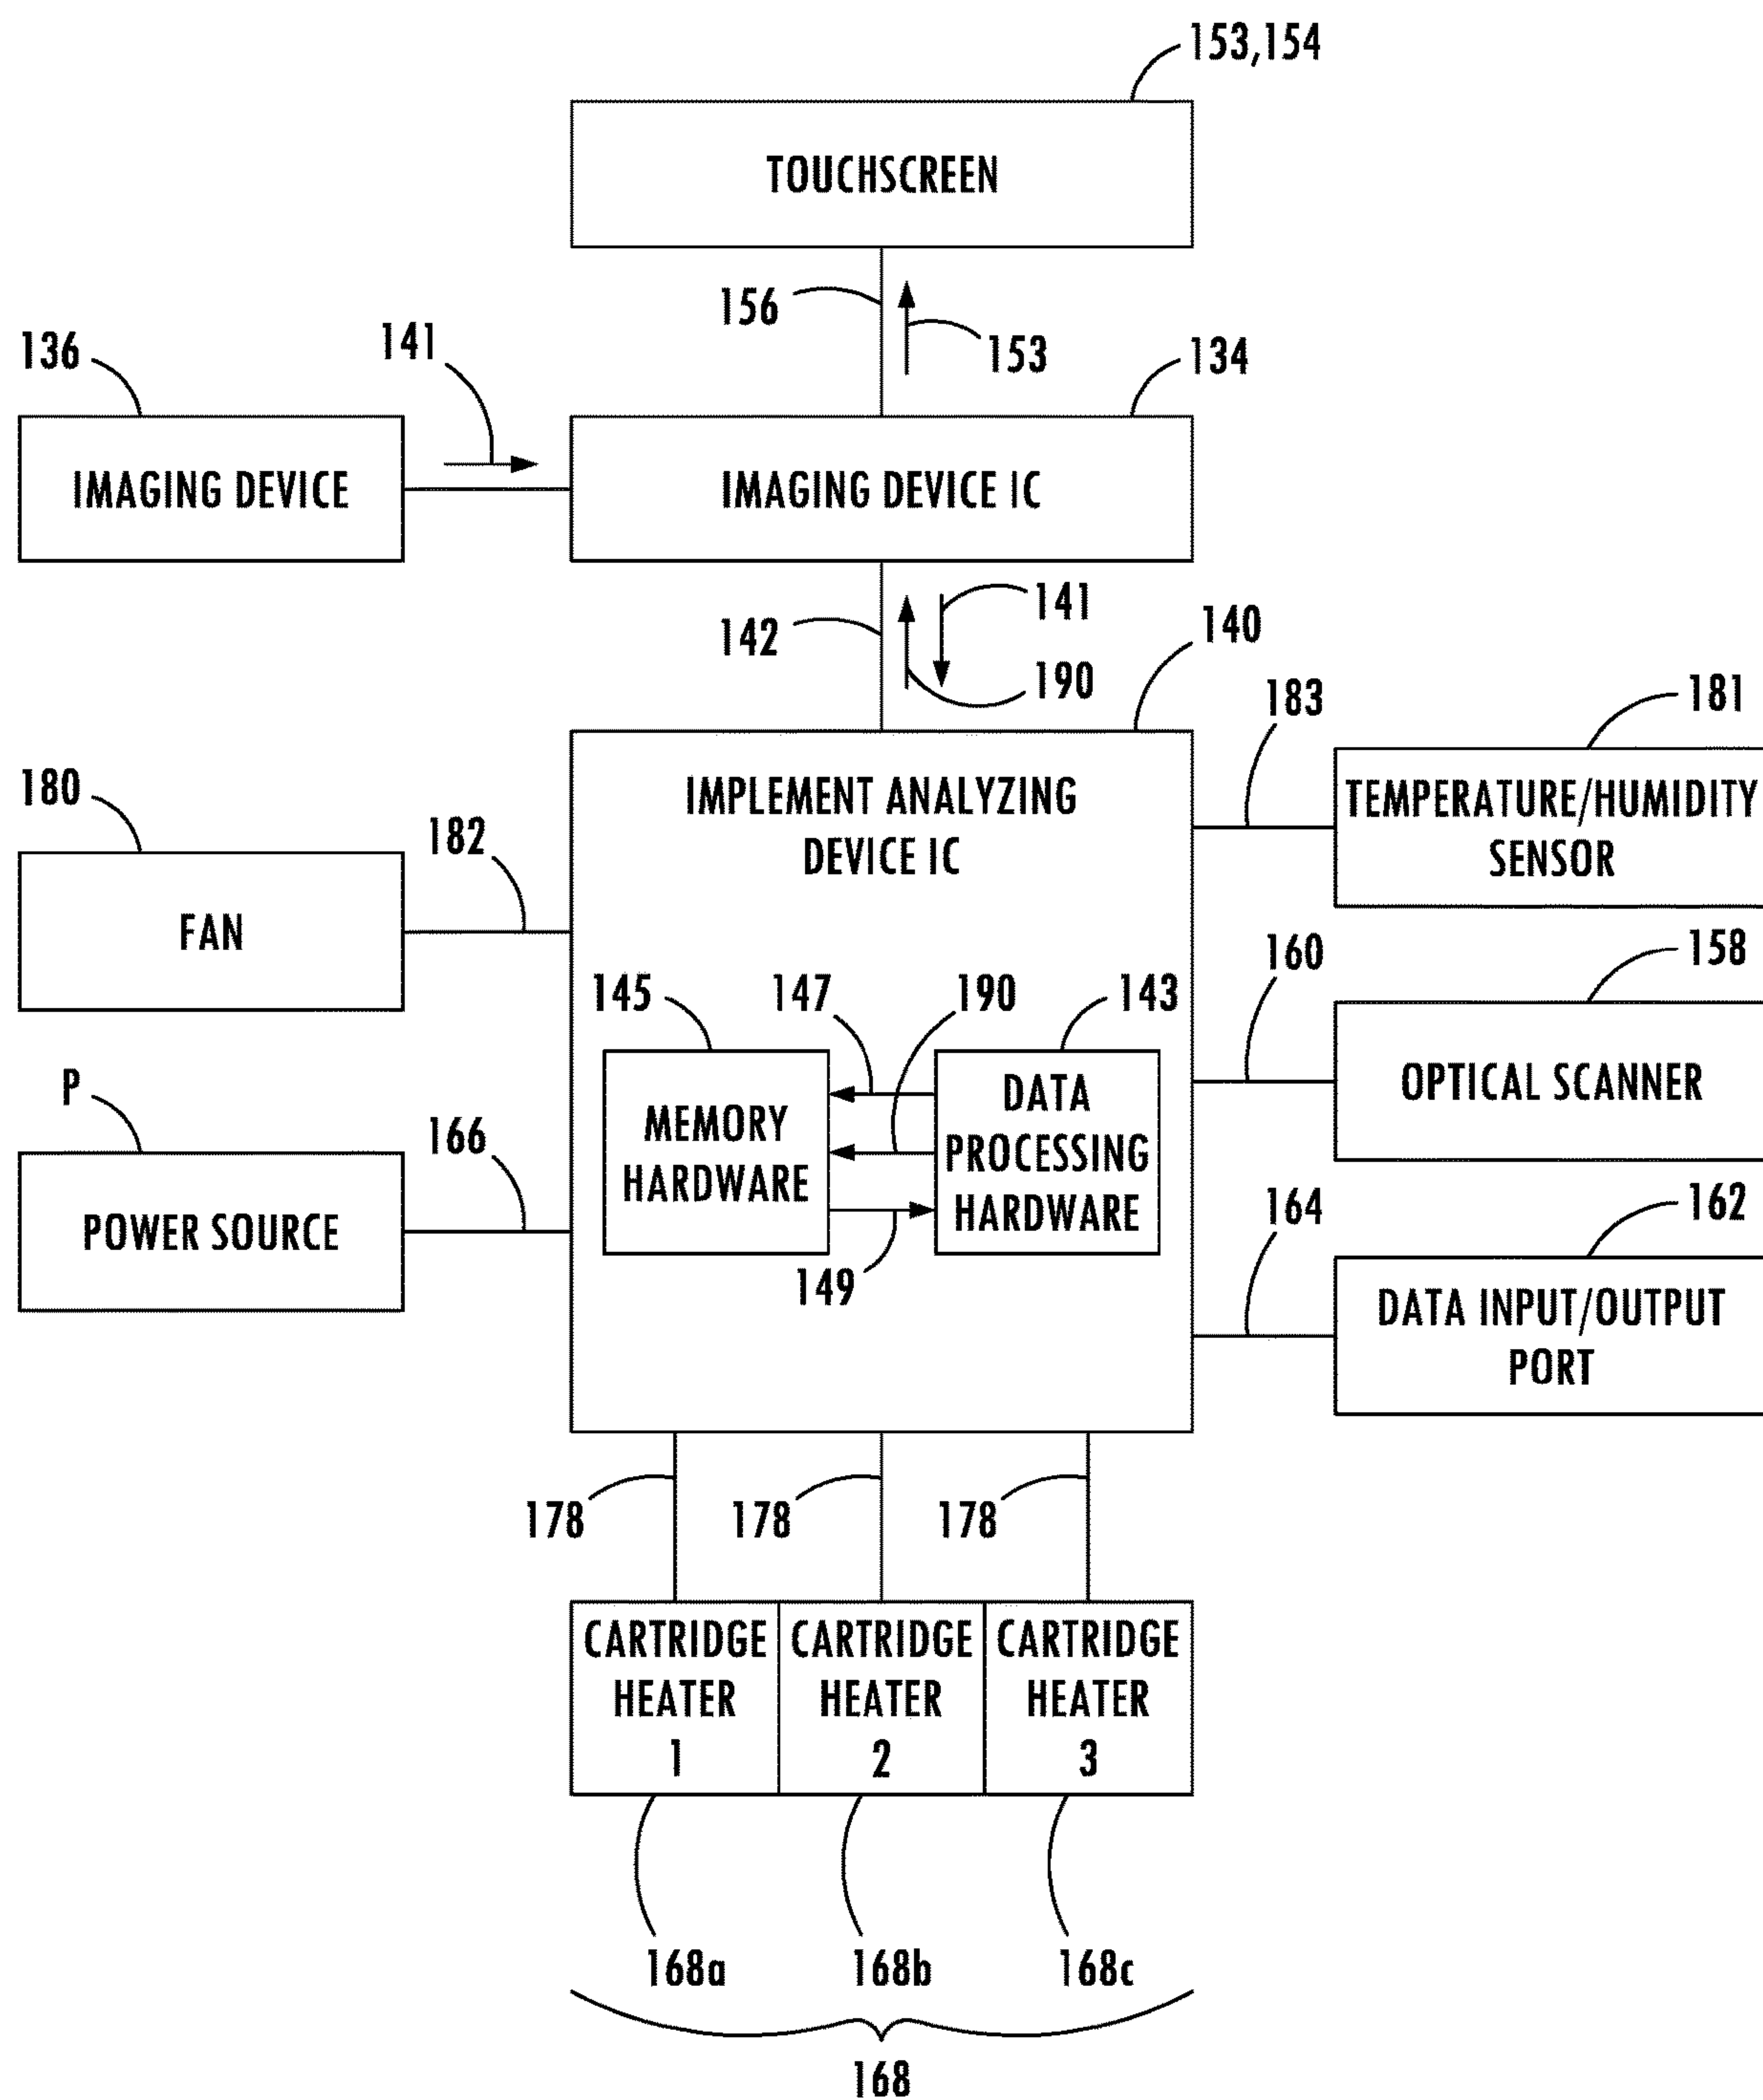 153,154
TOUCHSCREEN
156
153
136
141
134
IMAGING DEVICE
IMAGING DEVICE IC
142
141
190
140
183
181
180
182
IMPLEMENT ANALYZING
DEVICE IC
TEMPERATURE/HUMIDITY
SENSOR
FAN
160
158
145
147
190
143
OPTICAL SCANNER
P
166
MEMORY
HARDWARE
DATA
PROCESSING
HARDWARE
POWER SOURCE
149
164
162
DATA INPUT/OUTPUT
PORT
178
178
178
CARTRIDGE
HEATER
1
CARTRIDGE
HEATER
2
CARTRIDGE
HEATER
3
168a
168b
168c
168